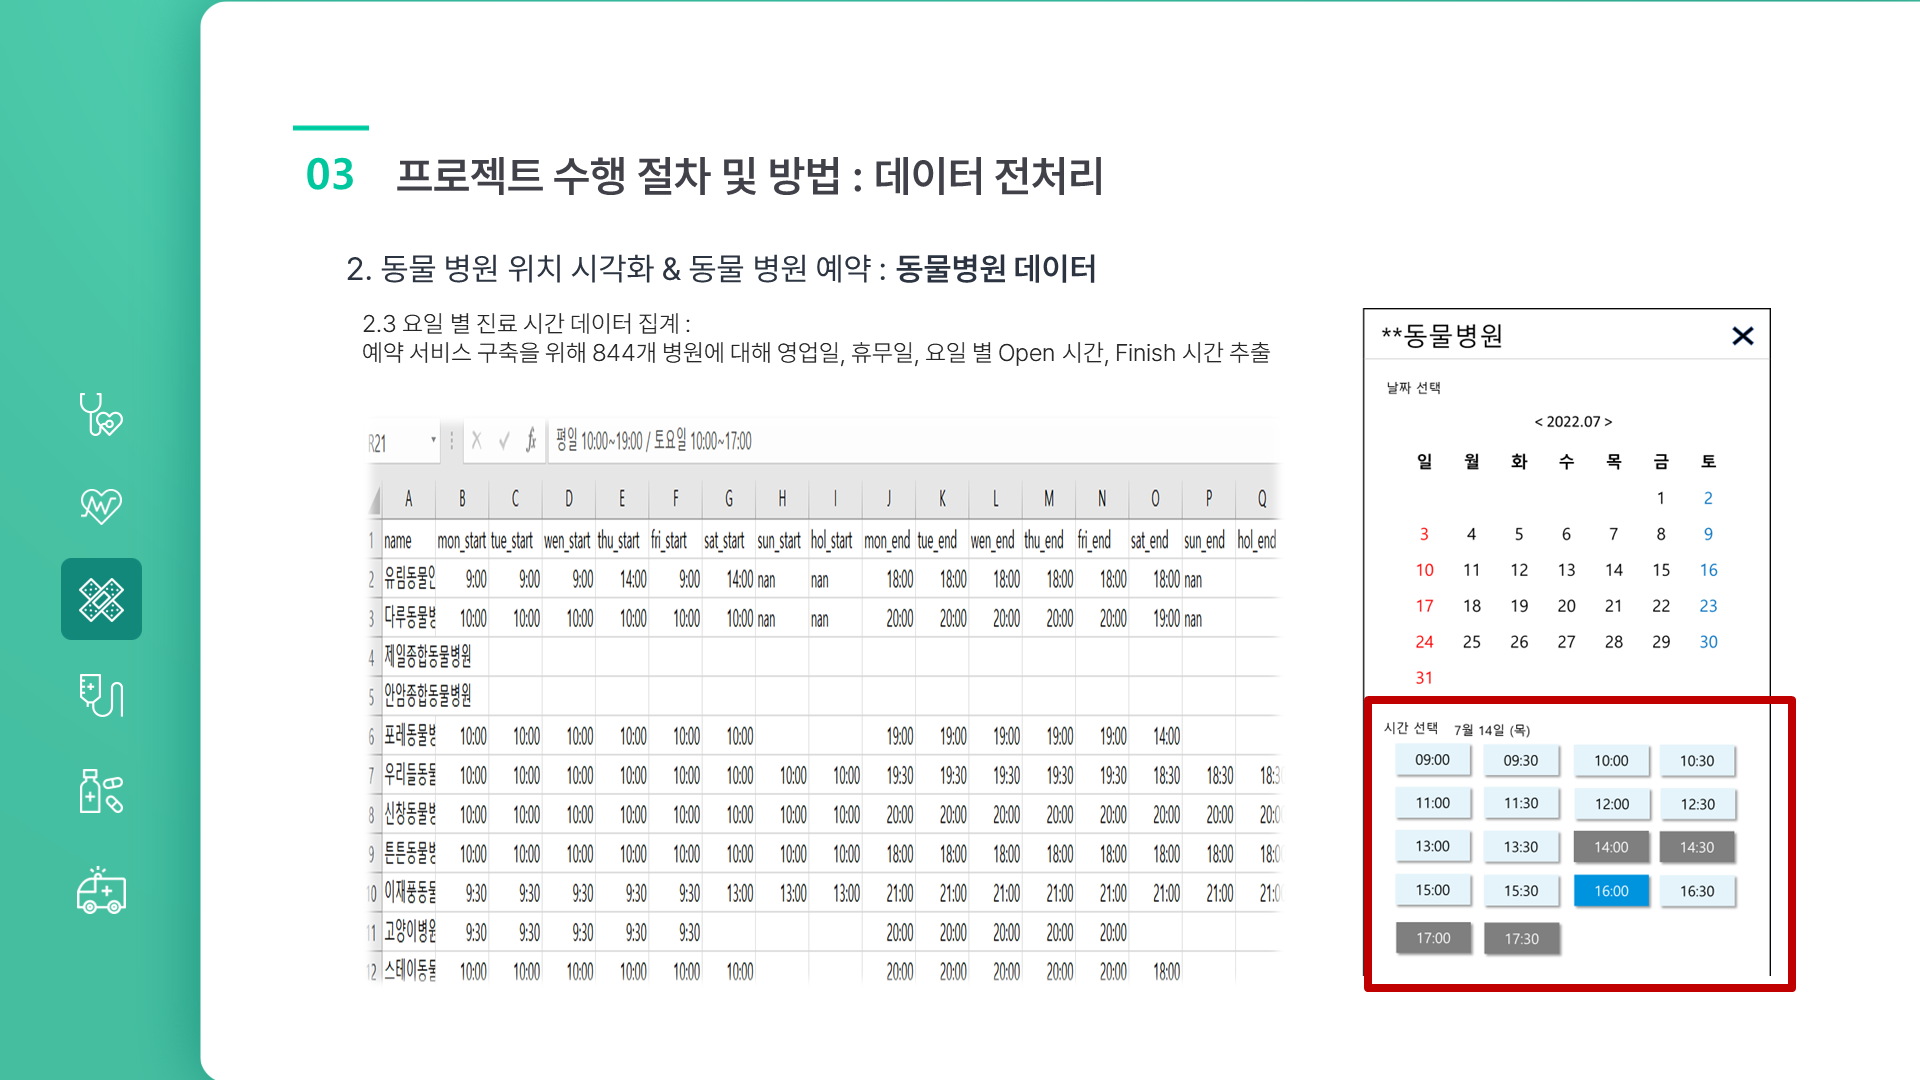 03 프로젝트 수행 절차 및 방법 : 데이터 전처리
2. 동물 병원 위치 시각화 & 동물 병원 예약 : 동물병원 데이터
2.3 요일 별 진료 시간 데이터 집계 :
예약 서비스 구축을 위해 844개 병원에 대해 영업일, 휴무일, 요일 별 Open 시간, Finish 시간 추출
R21 fx 평일 10:00~19:00 / 토요일 10:00~17:00
A B C D E F G H I J K L M N O P Q
1 name mon_start tue_start wen_start thu_start fri_start sat_start sun_start hol_start mon_end tue_end wen_end thu_end fri_end sat_end sun_end hol_end
2 유림동물인 9:00 9:00 9:00 14:00 9:00 14:00 nan nan 18:00 18:00 18:00 18:00 18:00 18:00 nan
3 다루동물병 10:00 10:00 10:00 10:00 10:00 10:00 nan nan 20:00 20:00 20:00 20:00 20:00 19:00 nan
4 제일종합동물병원
5 안암종합동물병원
6 포레동물병 10:00 10:00 10:00 10:00 10:00 10:00 19:00 19:00 19:00 19:00 19:00 14:00
7 우리들동물 10:00 10:00 10:00 10:00 10:00 10:00 10:00 10:00 19:30 19:30 19:30 19:30 19:30 18:30 18:30 18:3
8 신창동물병 10:00 10:00 10:00 10:00 10:00 10:00 10:00 10:00 20:00 20:00 20:00 20:00 20:00 20:00 20:00 20:0
9 튼튼동물병 10:00 10:00 10:00 10:00 10:00 10:00 10:00 10:00 18:00 18:00 18:00 18:00 18:00 18:00 18:00 18:0
10 이재풍동물 9:30 9:30 9:30 9:30 9:30 13:00 13:00 13:00 21:00 21:00 21:00 21:00 21:00 21:00 21:00 21:0
11 고양이병원 9:30 9:30 9:30 9:30 9:30 20:00 20:00 20:00 20:00 20:00
12 스테이동물 10:00 10:00 10:00 10:00 10:00 10:00 20:00 20:00 20:00 20:00 20:00 18:00
**동물병원 X
날짜 선택
< 2022.07 >
일 월 화 수 목 금 토
1 2
3 4 5 6 7 8 9
10 11 12 13 14 15 16
17 18 19 20 21 22 23
24 25 26 27 28 29 30
31
시간 선택 7월 14일 (목)
09:00 09:30 10:00 10:30
11:00 11:30 12:00 12:30
13:00 13:30 14:00 14:30
15:00 15:30 16:00 16:30
17:00 17:30